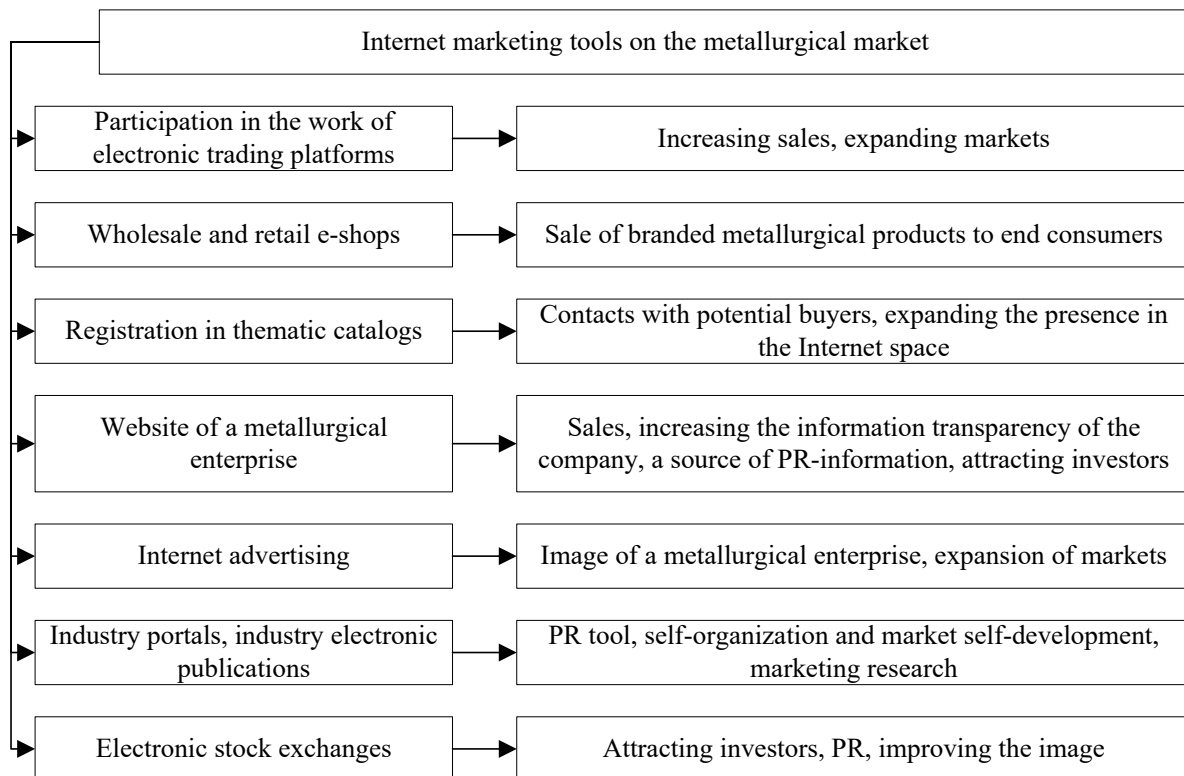 Internet marketing tools on the metallurgical market
Participation in the work of
electronic trading platforms
Increasing sales, expanding markets
Wholesale and retail e-shops
Sale of branded metallurgical products to end consumers
Registration in thematic catalogs
Contacts with potential buyers, expanding the presence in
the Internet space
Website of a metallurgical
enterprise
Sales, increasing the information transparency of the
company, a source of PR-information, attracting investors
Internet advertising
Image of a metallurgical enterprise, expansion of markets
Industry portals, industry electronic
publications
PR tool, self-organization and market self-development,
marketing research
Electronic stock exchanges
Attracting investors, PR, improving the image